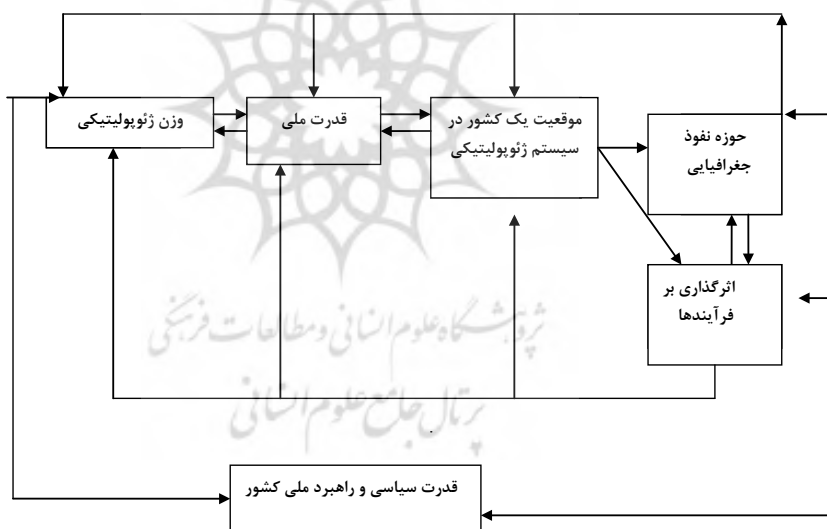 حوزه نفوذ
جغرافیایی
موقعیت یک کشور در
سیستم ژئوپولیتیکی
قدرت ملی
وزن ژئوپولیتیکی
اثرگذاری بر
فرآیندها
پژوهشگاه علوم انسانی و مطالعات فرهنگی
پرتال جامع علوم انسانی
قدرت سیاسی و راهبرد ملی کشور